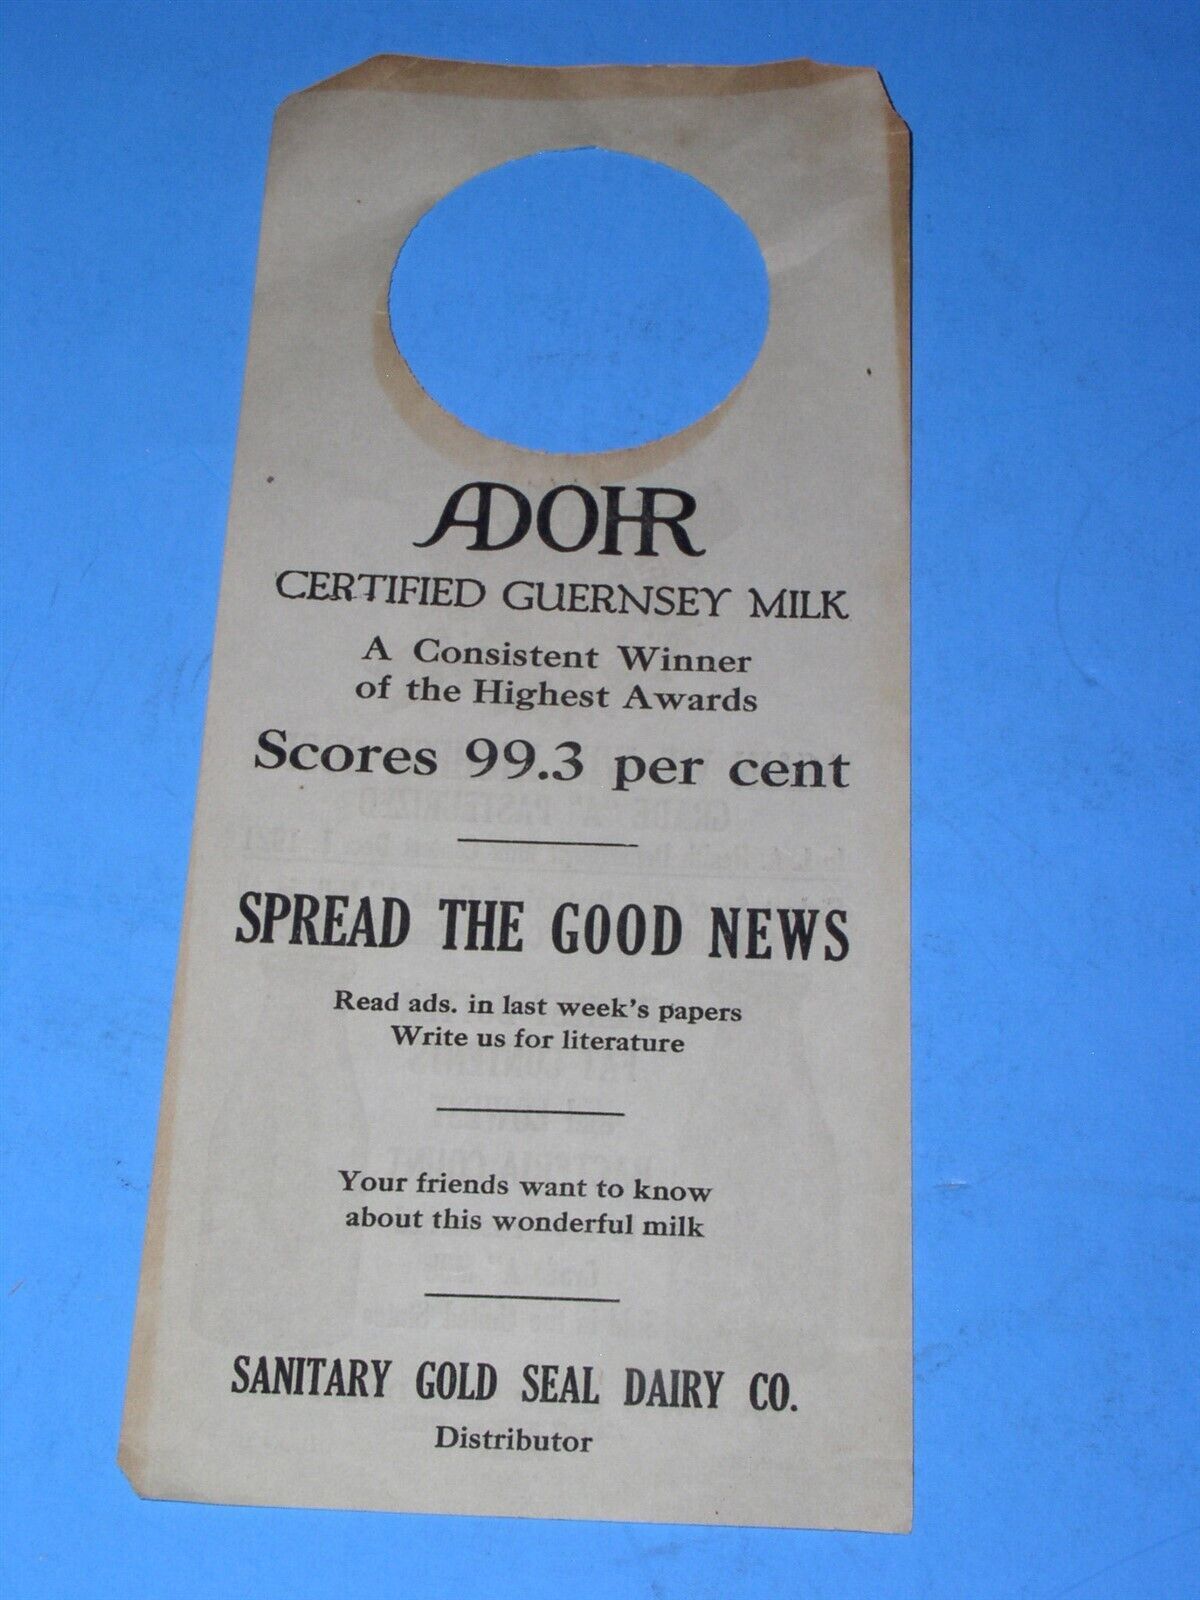 ADOHR
CERTIFIED GUERNSEY MILK
A Consistent Winner
of the Highest Awards
Scores 99.3 per cent
SPREAD THE GOOD NEWS
Read ads. in last week's papers
Write us for literature
Your friends want to know
about this wonderful milk
SANITARY GOLD SEAL DAIRY CO.
Distributor